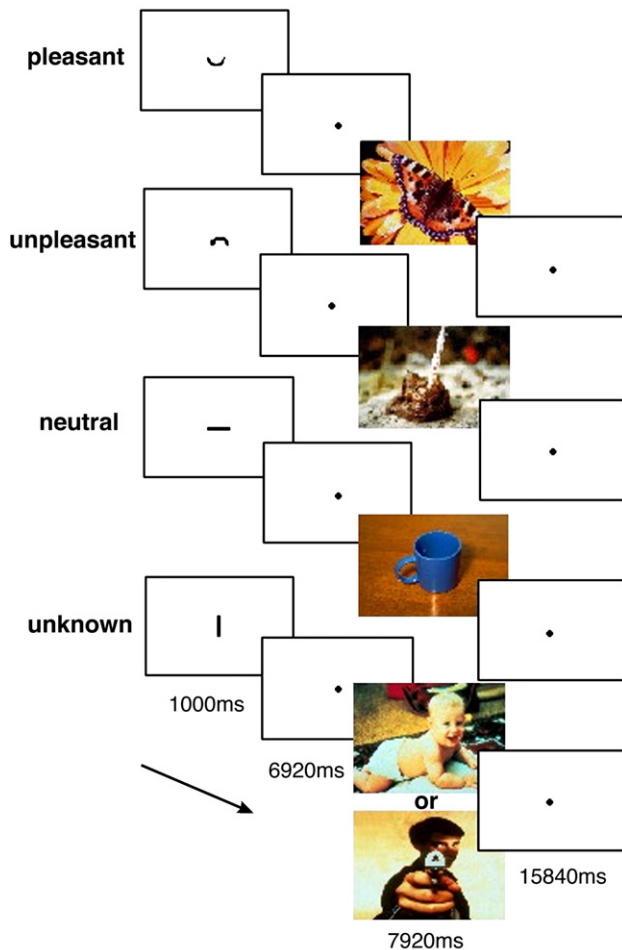 pleasant
unpleasant
neutral
unknown
1000ms
6920ms
or
15840ms
7920ms